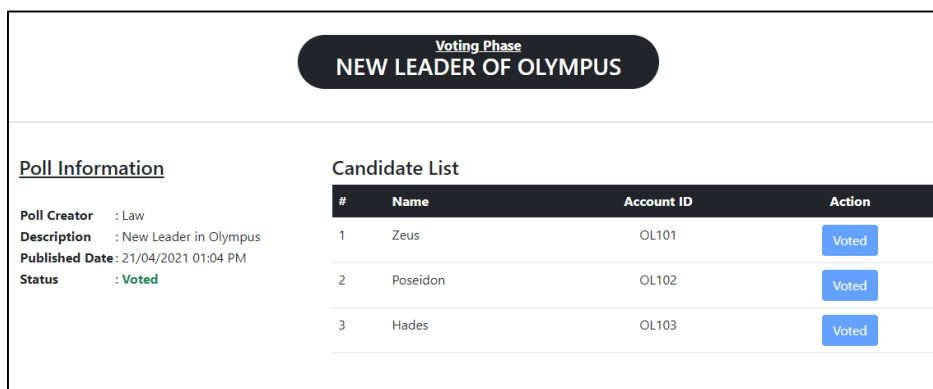 Voting Phase
NEW LEADER OF OLYMPUS
Poll Information
Poll Creator : Law
Description : New Leader in Olympus
Published Date : 21/04/2021 01:04 PM
Status : Voted
Candidate List
# Name Account ID Action
1 Zeus OL101 Voted
2 Poseidon OL102 Voted
3 Hades OL103 Voted